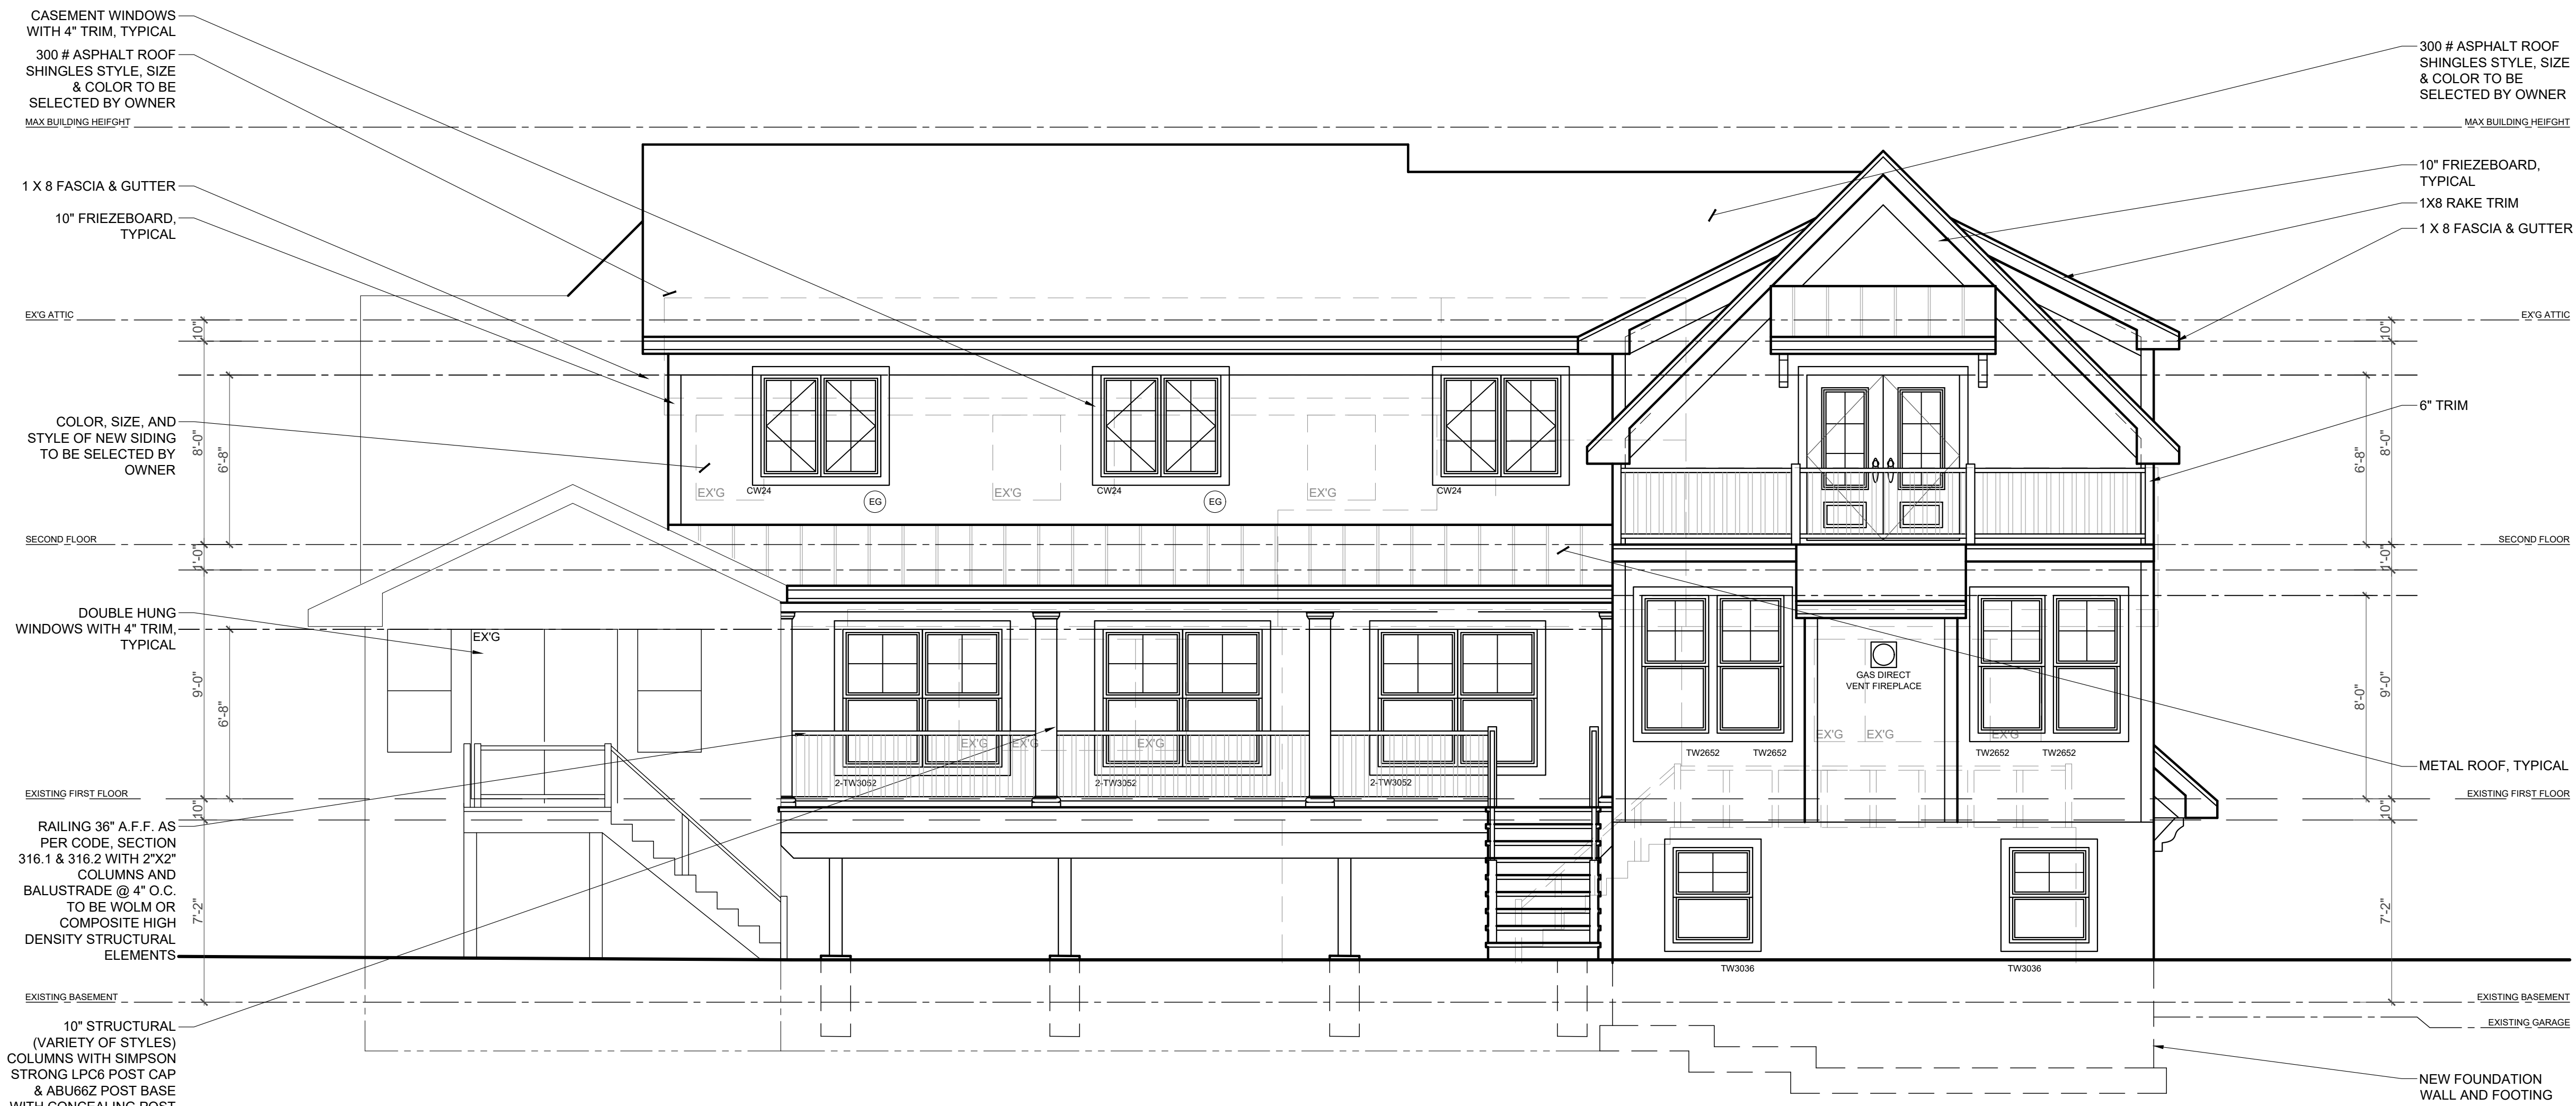 CASEMENT WINDOWS
WITH 4" TRIM, TYPICAL
300 # ASPHALT ROOF
SHINGLES STYLE, SIZE
& COLOR TO BE
SELECTED BY OWNER
MAX BUILDING HEIFGHT
1 X 8 FASCIA & GUTTER
10" FRIEZEBOARD,
TYPICAL
EX'G ATTIC
10"
8'-0"
6'-8"
COLOR, SIZE, AND
STYLE OF NEW SIDING
TO BE SELECTED BY
OWNER
SECOND FLOOR
1'-0"
DOUBLE HUNG
WINDOWS WITH 4" TRIM,
TYPICAL
9'-0"
6'-8"
EXISTING FIRST FLOOR
10"
RAILING 36" A.F.F. AS
PER CODE, SECTION
316.1 & 316.2 WITH 2"X2"
COLUMNS AND
BALUSTRADE @ 4" O.C.
TO BE WOLM OR
COMPOSITE HIGH
DENSITY STRUCTURAL
ELEMENTS
7'-2"
EXISTING BASEMENT
10" STRUCTURAL
(VARIETY OF STYLES)
COLUMNS WITH SIMPSON
STRONG LPC6 POST CAP
& ABU66Z POST BASE
WITH CONCEALING POST
EX'G
EX'G
EX'G
CW24
CW24
CW24
EG
EG
EX'G
EX'G
EX'G
EX'G
2-TW3052
2-TW3052
2-TW3052
GAS DIRECT
VENT FIREPLACE
EX'G
EX'G
EX'G
TW2652
TW2652
TW2652
TW2652
TW3036
TW3036
300 # ASPHALT ROOF
SHINGLES STYLE, SIZE
& COLOR TO BE
SELECTED BY OWNER
MAX BUILDING HEIFGHT
10" FRIEZEBOARD,
TYPICAL
1X8 RAKE TRIM
1 X 8 FASCIA & GUTTER
EX'G ATTIC
10"
6" TRIM
6'-8"
8'-0"
SECOND FLOOR
1'-0"
8'-0"
9'-0"
METAL ROOF, TYPICAL
EXISTING FIRST FLOOR
10"
7'-2"
EXISTING BASEMENT
EXISTING GARAGE
NEW FOUNDATION
WALL AND FOOTING